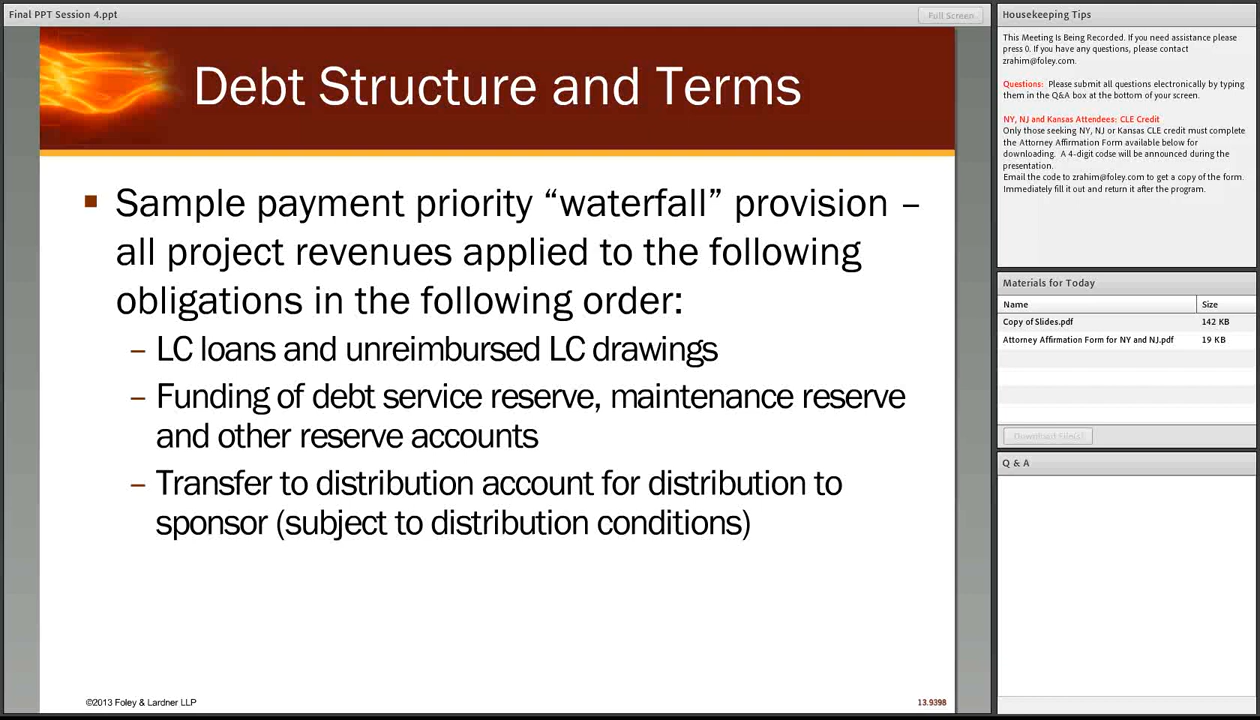 Final PPT Session 4.ppt
Full Screen
Debt Structure and Terms
Sample payment priority “waterfall” provision –
all project revenues applied to the following
obligations in the following order:
– LC loans and unreimbursed LC drawings
– Funding of debt service reserve, maintenance reserve
and other reserve accounts
– Transfer to distribution account for distribution to
sponsor (subject to distribution conditions)
©2013 Foley & Lardner LLP
13.9398
Housekeeping Tips
This Meeting Is Being Recorded. If you need assistance please
press 0. If you have any questions, please contact
zrahim@foley.com.
Questions: Please submit all questions electronically by typing
them in the Q&A box at the bottom of your screen.
NY, NJ and Kansas Attendees: CLE Credit
Only those seeking NY, NJ or Kansas CLE credit must complete
the Attorney Affirmation Form available below for
downloading. A 4-digit codse will be announced during the
presentation.
Email the code to zrahim@foley.com to get a copy of the form.
Immediately fill it out and return it after the program.
Materials for Today
Name Size
Copy of Slides.pdf 142 KB
Attorney Affirmation Form for NY and NJ.pdf 19 KB
Download File(s)
Q & A